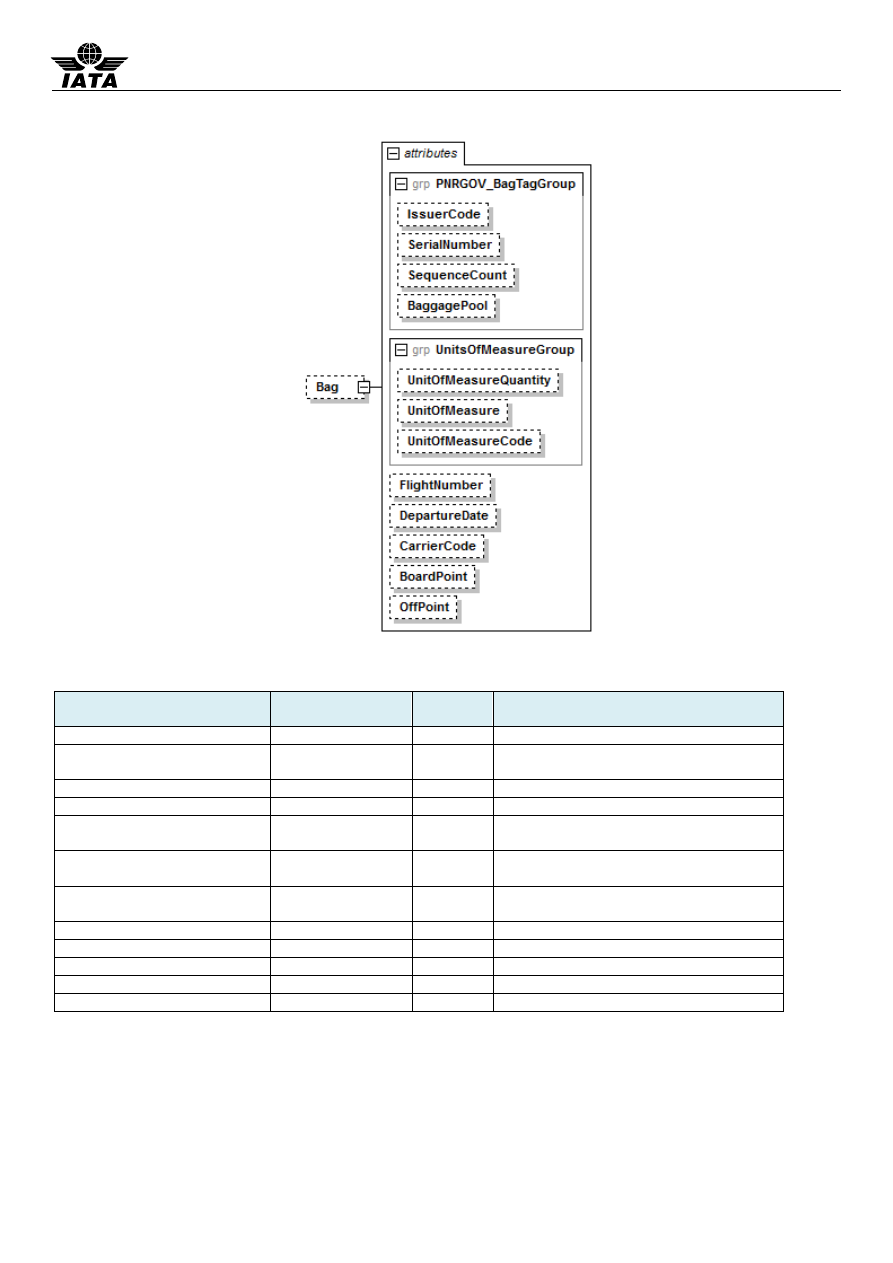 IATA
attributes
grp PNRGOV_BagTagGroup
IssuerCode
SerialNumber
SequenceCount
BaggagePool
grp UnitsOfMeasureGroup
UnitOfMeasureQuantity
UnitOfMeasure
UnitOfMeasureCode
Bag
FlightNumber
DepartureDate
CarrierCode
BoardPoint
OffPoint